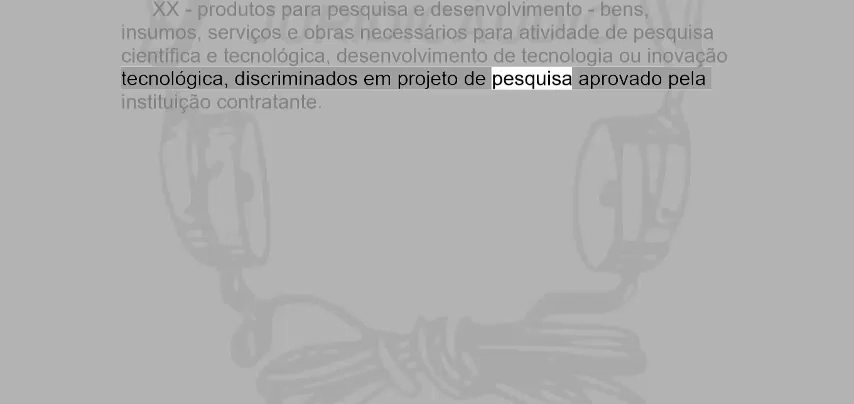 XX - produtos para pesquisa e desenvolvimento - bens,
insumos, serviços e obras necessários para atividade de pesquisa
científica e tecnológica, desenvolvimento de tecnologia ou inovação
tecnológica, discriminados em projeto de pesquisa aprovado pela
instituição contratante.